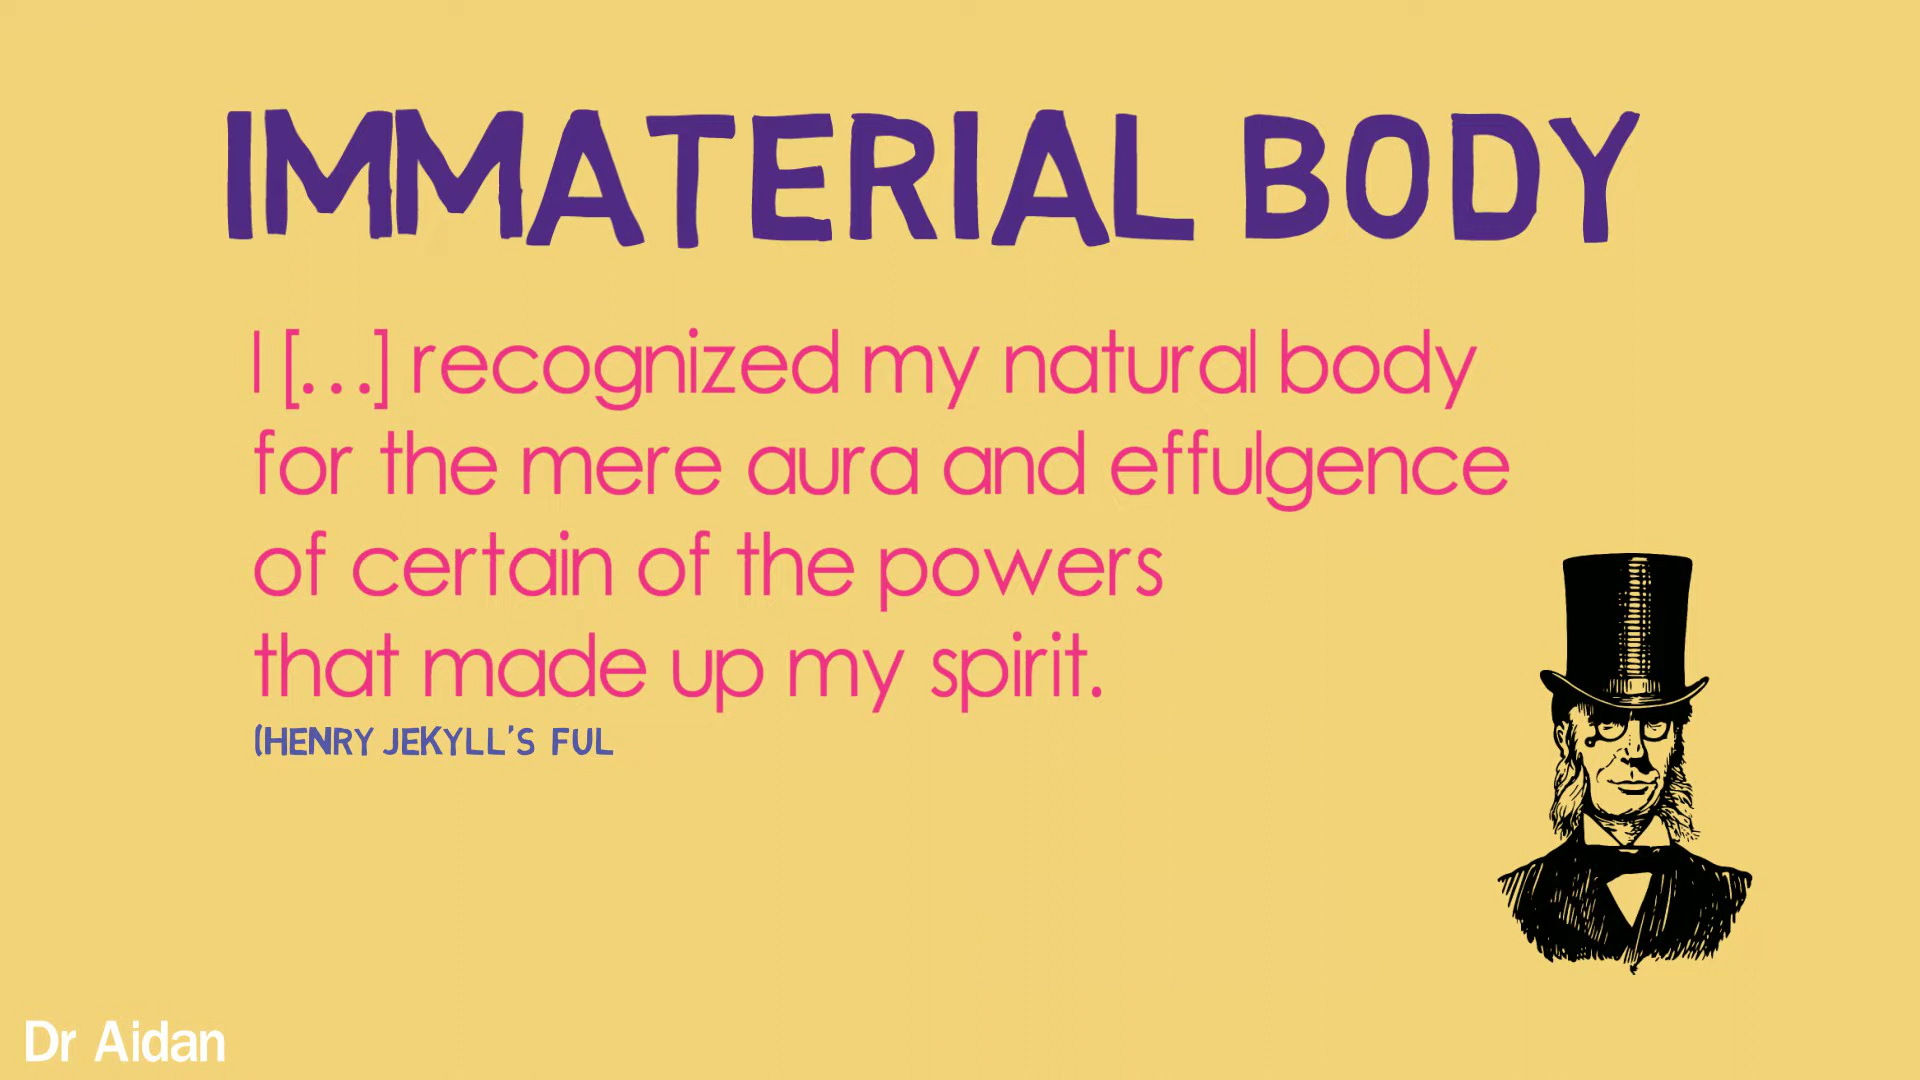 IMMATERIAL BODY
I […] recognized my natural body
for the mere aura and effulgence
of certain of the powers
that made up my spirit.
(HENRY JEKYLL'S FUL
Dr Aidan